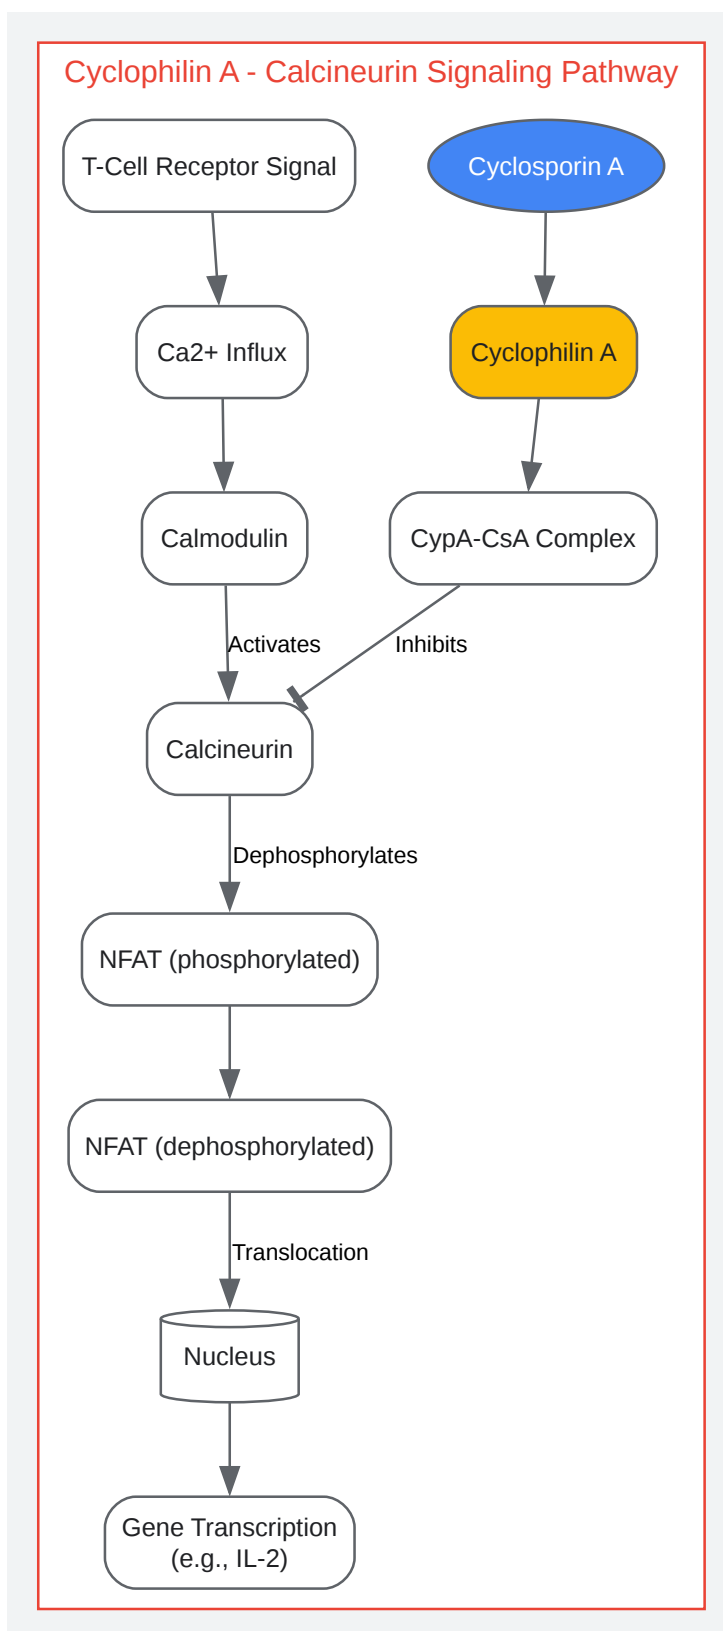 Cyclophilin A - Calcineurin Signaling Pathway
T-Cell Receptor Signal
Cyclosporin A
Ca2+ Influx
Cyclophilin A
Calmodulin
CypA-CsA Complex
Activates
Inhibits
Calcineurin
Dephosphorylates
NFAT (phosphorylated)
NFAT (dephosphorylated)
Translocation
Nucleus
Gene Transcription
(e.g., IL-2)